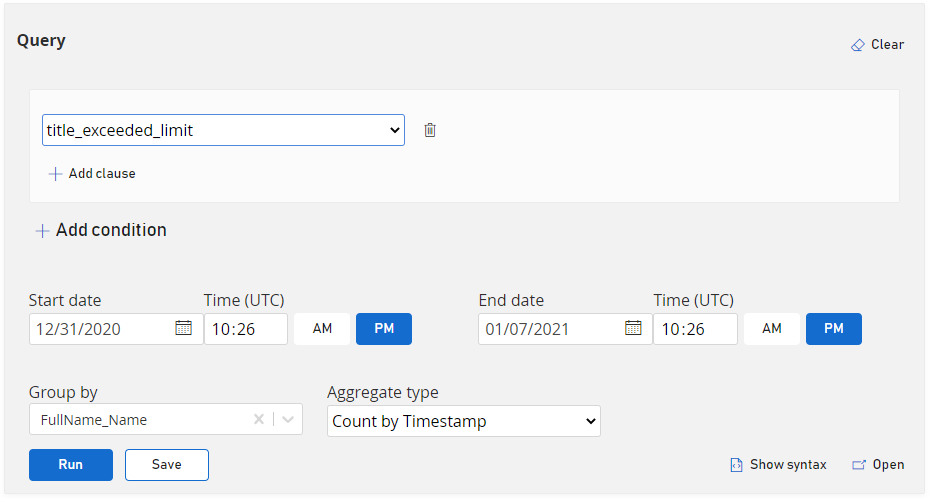 Query
Clear
title_exceeded_limit
Add clause
Add condition
Start date Time (UTC) End date Time (UTC)
12/31/2020 10:26 AM PM 01/07/2021 10:26 AM PM
Group by Aggregate type
FullName_Name Count by Timestamp
Run Save Show syntax Open